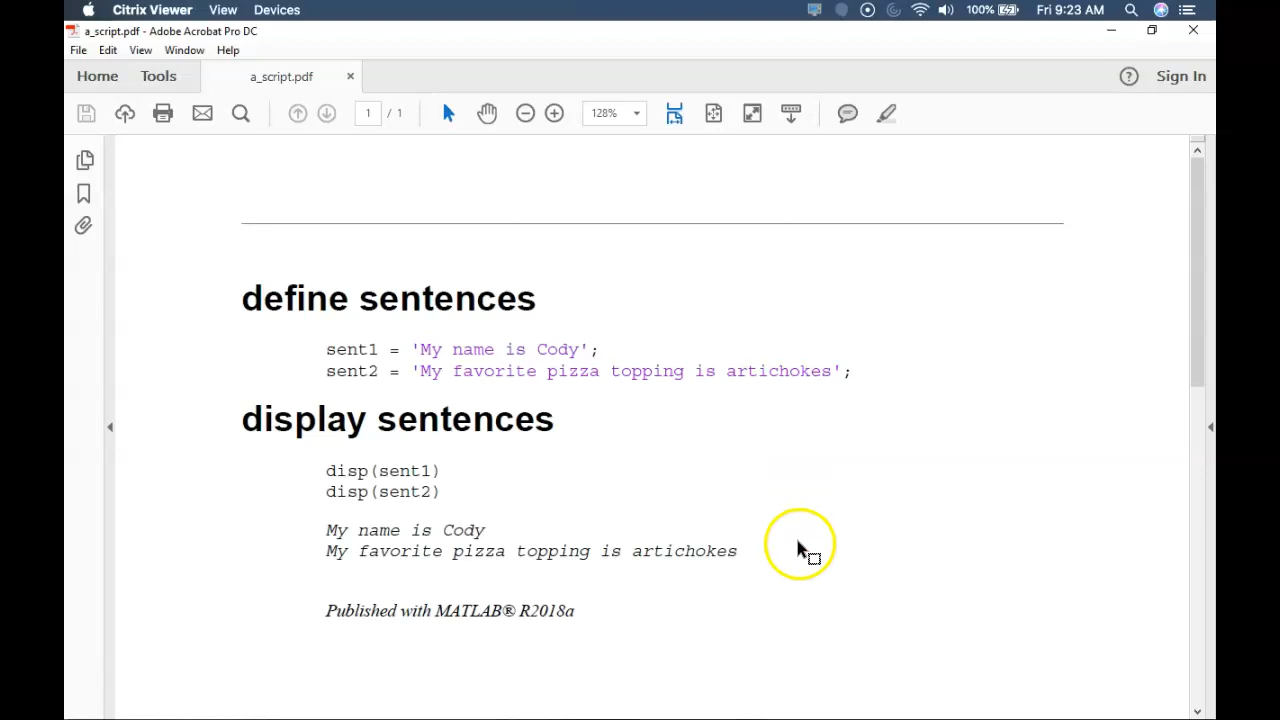 Citrix Viewer View Devices 100% Fri 9:23 AM
a_script.pdf - Adobe Acrobat Pro DC
File Edit View Window Help
Home Tools a_script.pdf × ? Sign In
1 / 1 128%
define sentences
sent1 = 'My name is Cody';
sent2 = 'My favorite pizza topping is artichokes';
display sentences
disp(sent1)
disp(sent2)
My name is Cody
My favorite pizza topping is artichokes
Published with MATLAB® R2018a